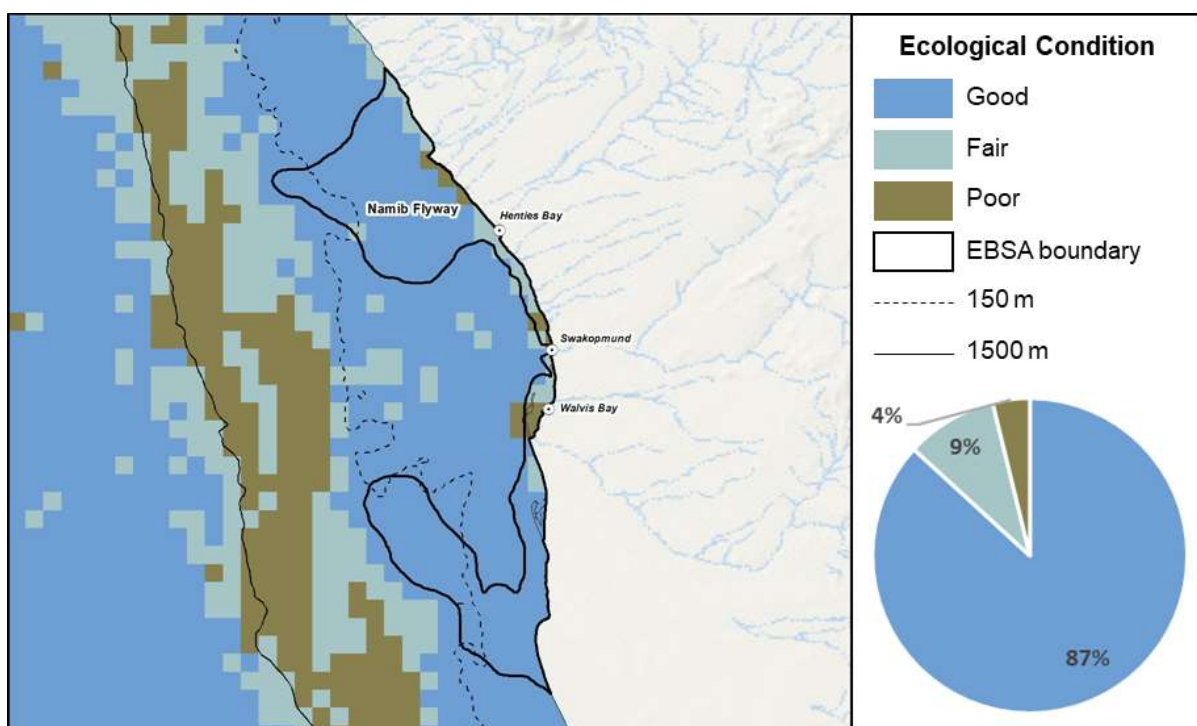 Namib Flyway
Henties Bay
Swakopmund
Walvis Bay
Ecological Condition
Good
Fair
Poor
EBSA boundary
150 m
1500 m
4%
9%
87%